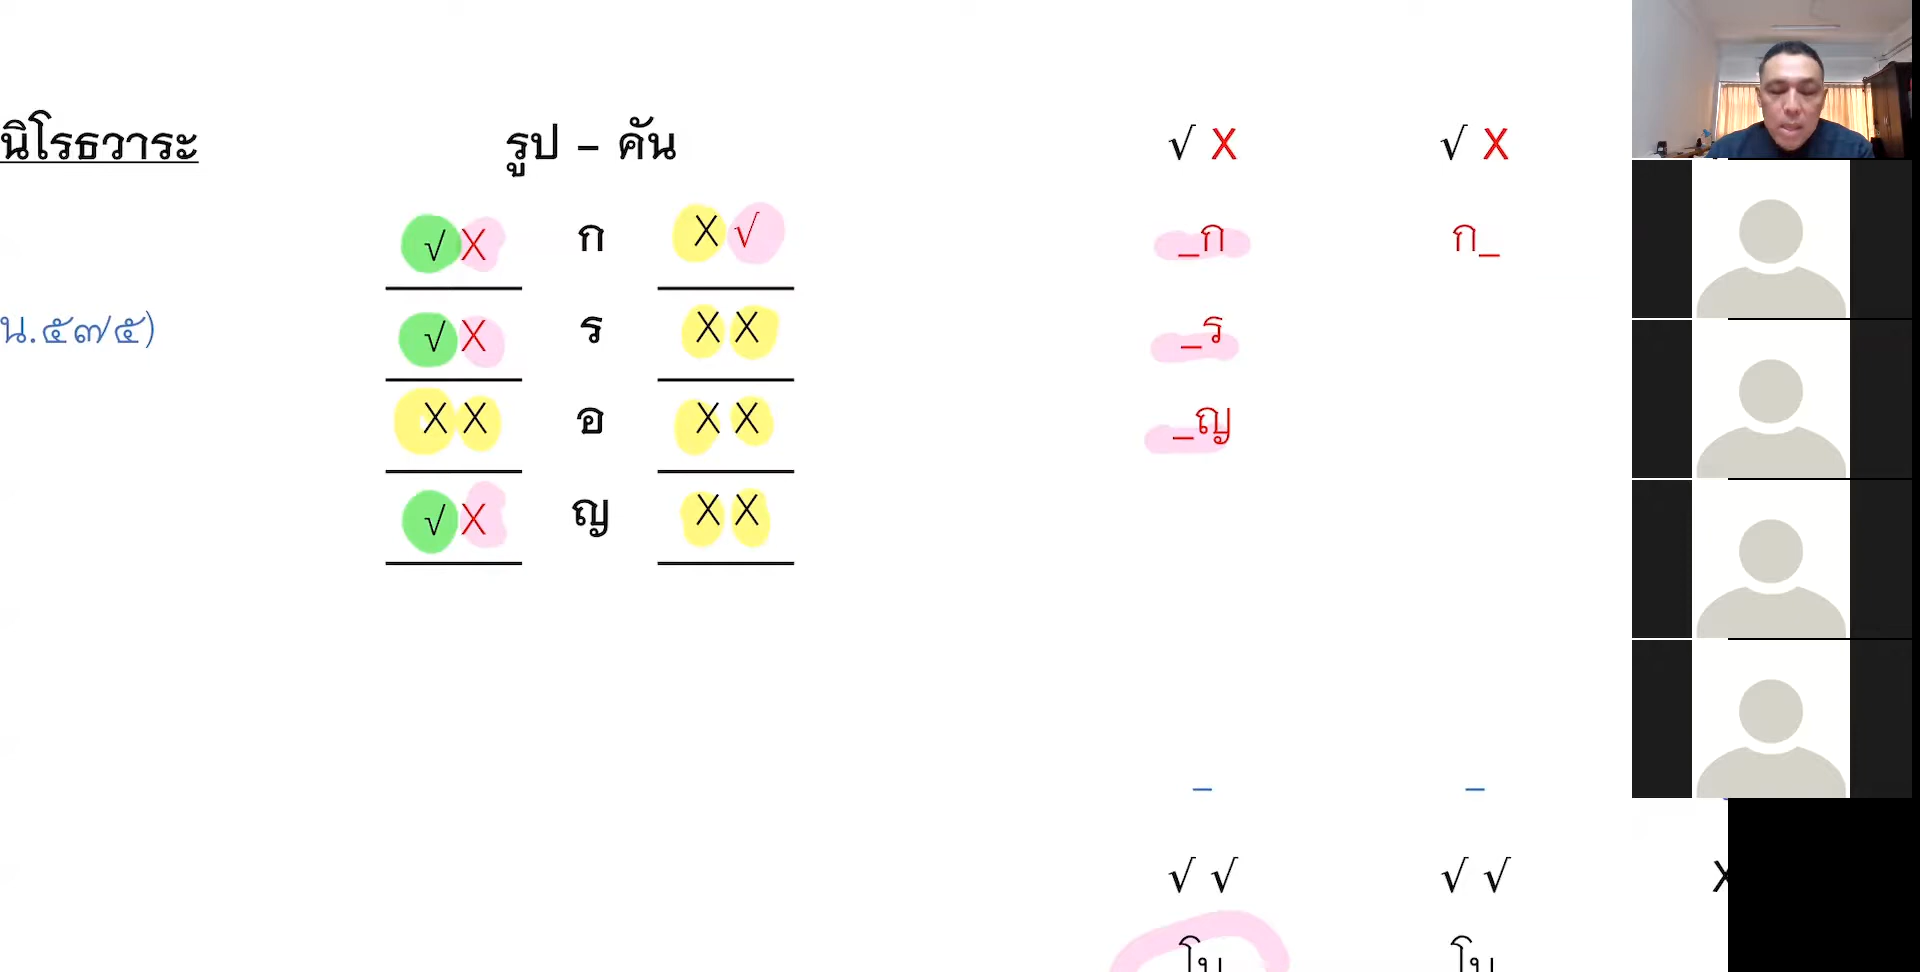 นิโรธวาระ รูป – คัน √ X √ X
√ X ก X √ _ก ก_
น.๕๗/๕) √ X ร X X _ร
X X อ X X _ญ
√ X ญ X X
– –
√ √ √ √ X